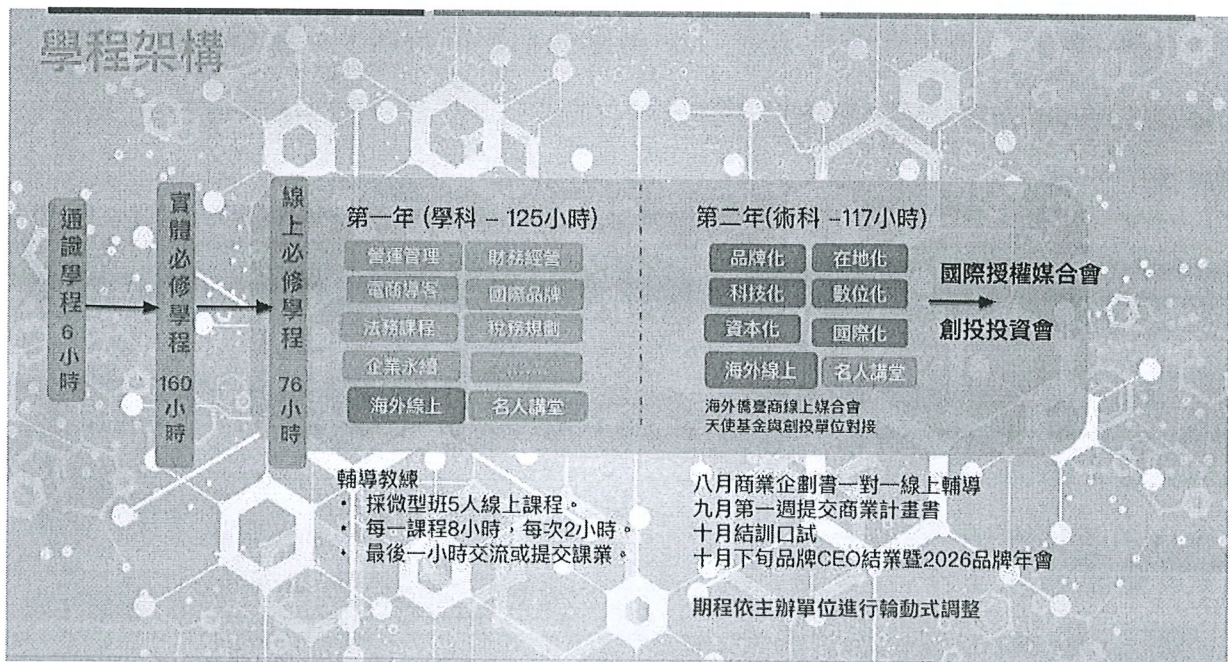 學程架構
通識學程6小時
實體必修學程 160小時
線上必修學程 76小時
第一年 (學科 – 125小時)
營運管理 財務經營
電商導客 國際品牌
法務課程 稅務規劃
企業永續 ........
海外線上 名人講堂
第二年(術科 –117小時)
品牌化 在地化
科技化 數位化
資本化 國際化
海外線上 名人講堂
海外僑臺商線上媒合會
天使基金與創投單位對接
國際授權媒合會
創投投資會
輔導教練
· 採微型班5人線上課程。
· 每一課程8小時，每次2小時。
· 最後一小時交流或提交課業。
八月商業企劃書一對一線上輔導
九月第一週提交商業計畫書
十月結訓口試
十月下旬品牌CEO結業暨2026品牌年會
期程依主辦單位進行輪動式調整